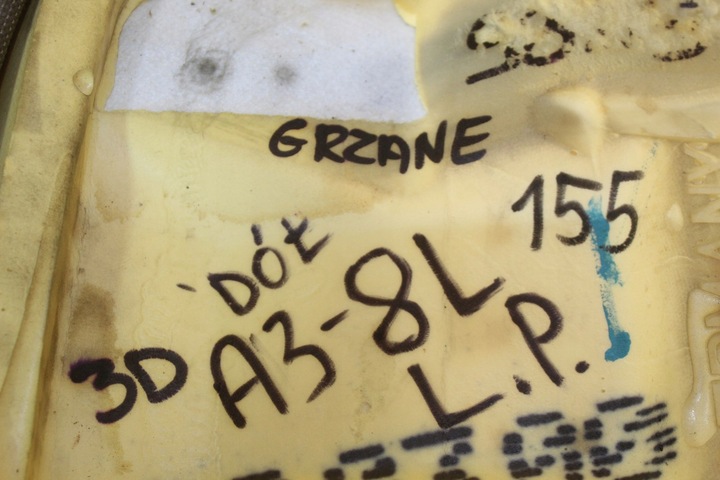 GRZANE
155
DÓŁ
A3-8L
3D
L.P.